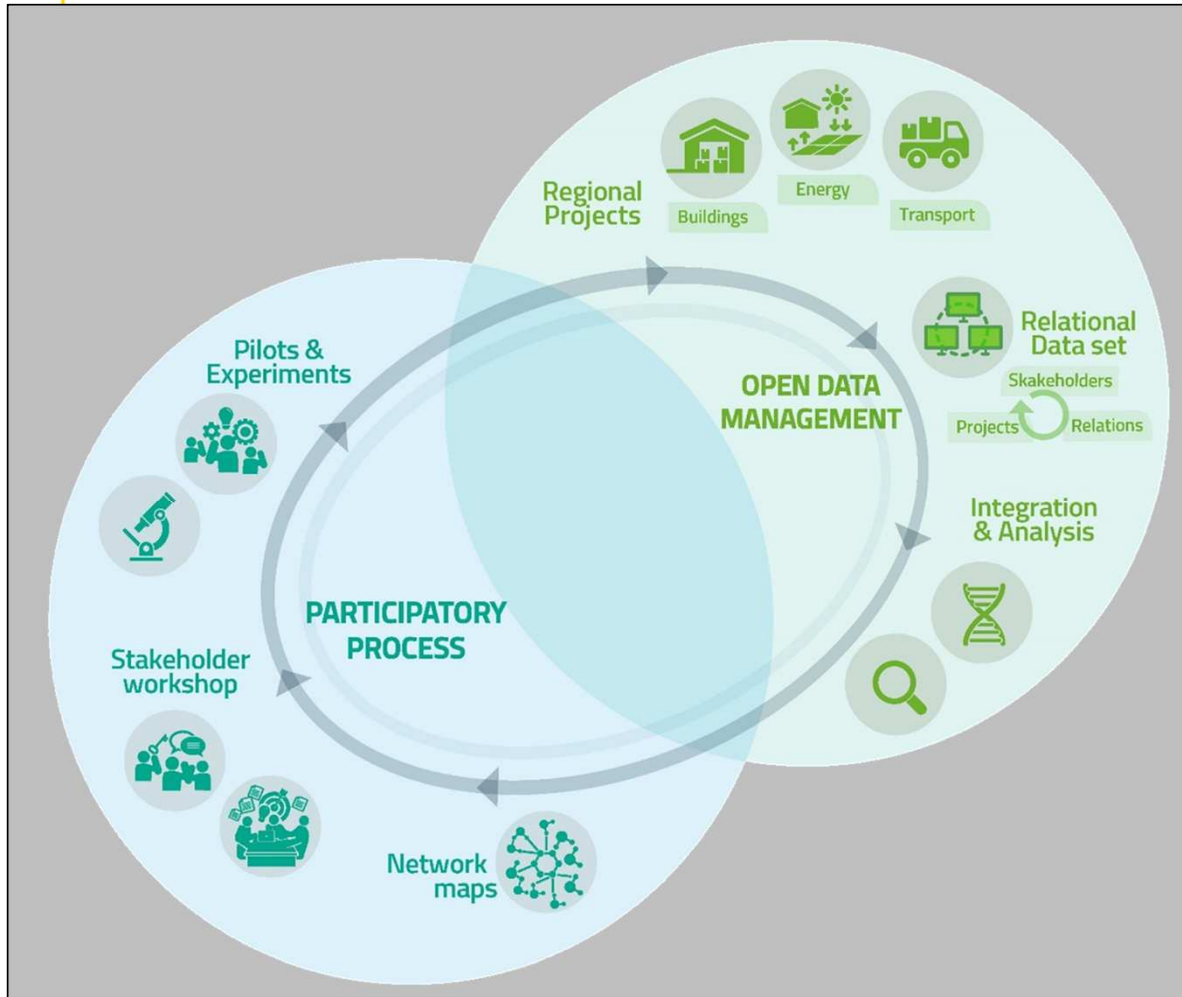 Regional
Projects
Buildings
Energy
Transport
Relational
Data set
Skakeholders
Projects
Relations
OPEN DATA
MANAGEMENT
Integration
& Analysis
Pilots &
Experiments
PARTICIPATORY
PROCESS
Stakeholder
workshop
Network
maps